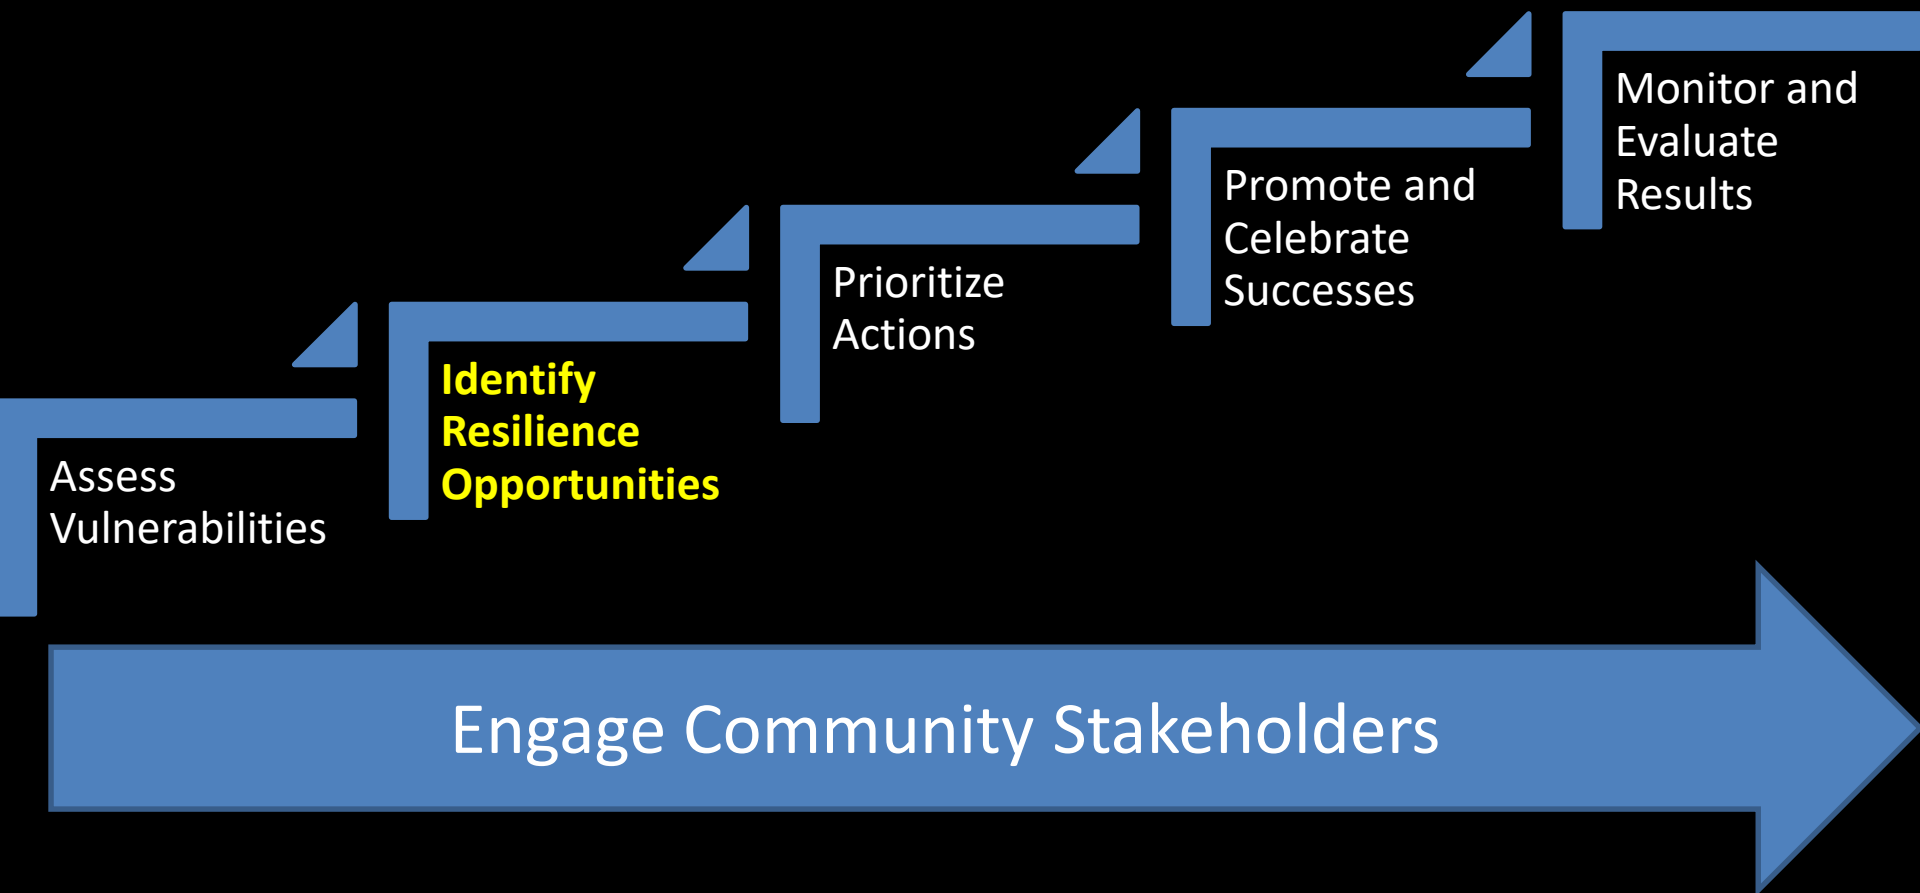 Assess
Vulnerabilities
Identify
Resilience
Opportunities
Prioritize
Actions
Promote and
Celebrate
Successes
Monitor and
Evaluate
Results
Engage Community Stakeholders